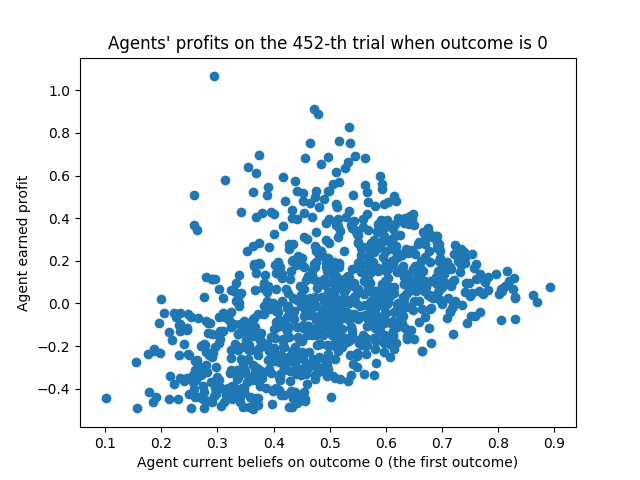 Agents' profits on the 452-th trial when outcome is 0
1.0
0.8
0.6
0.4
0.2
0.0
−0.2
−0.4
Agent earned profit
0.1 0.2 0.3 0.4 0.5 0.6 0.7 0.8 0.9
Agent current beliefs on outcome 0 (the first outcome)